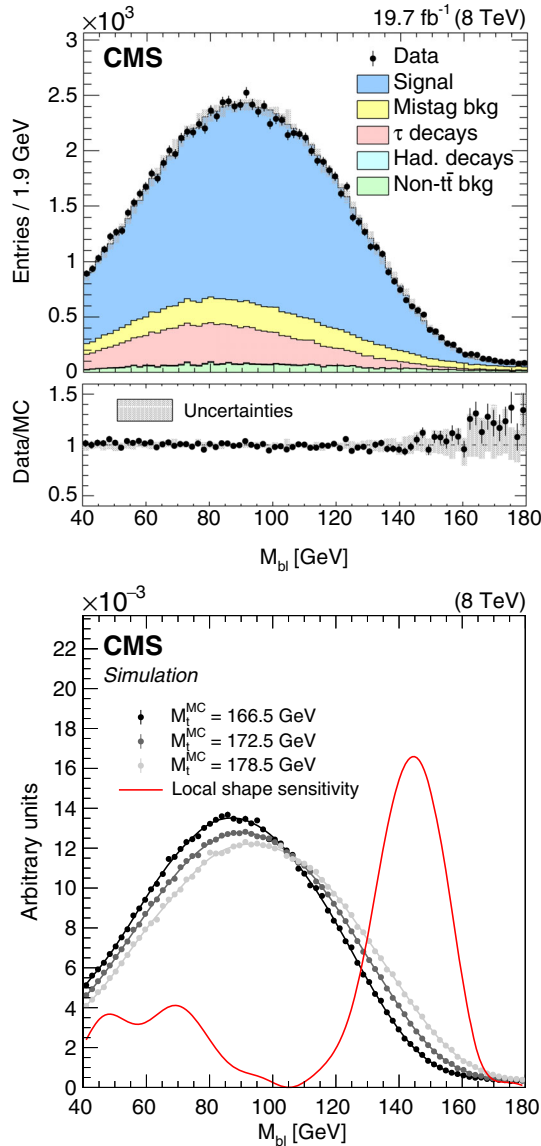 ×10³
19.7 fb⁻¹ (8 TeV)
CMS
Data
Signal
Mistag bkg
τ decays
Had. decays
Non-tt̄ bkg
Entries / 1.9 GeV
3
2.5
2
1.5
1
0.5
0
Uncertainties
Data/MC
1.5
1
0.5
40 60 80 100 120 140 160 180
M_bl [GeV]
×10⁻³
(8 TeV)
CMS
Simulation
M_t^MC = 166.5 GeV
M_t^MC = 172.5 GeV
M_t^MC = 178.5 GeV
Local shape sensitivity
Arbitrary units
22
20
18
16
14
12
10
8
6
4
2
0
40 60 80 100 120 140 160 180
M_bl [GeV]